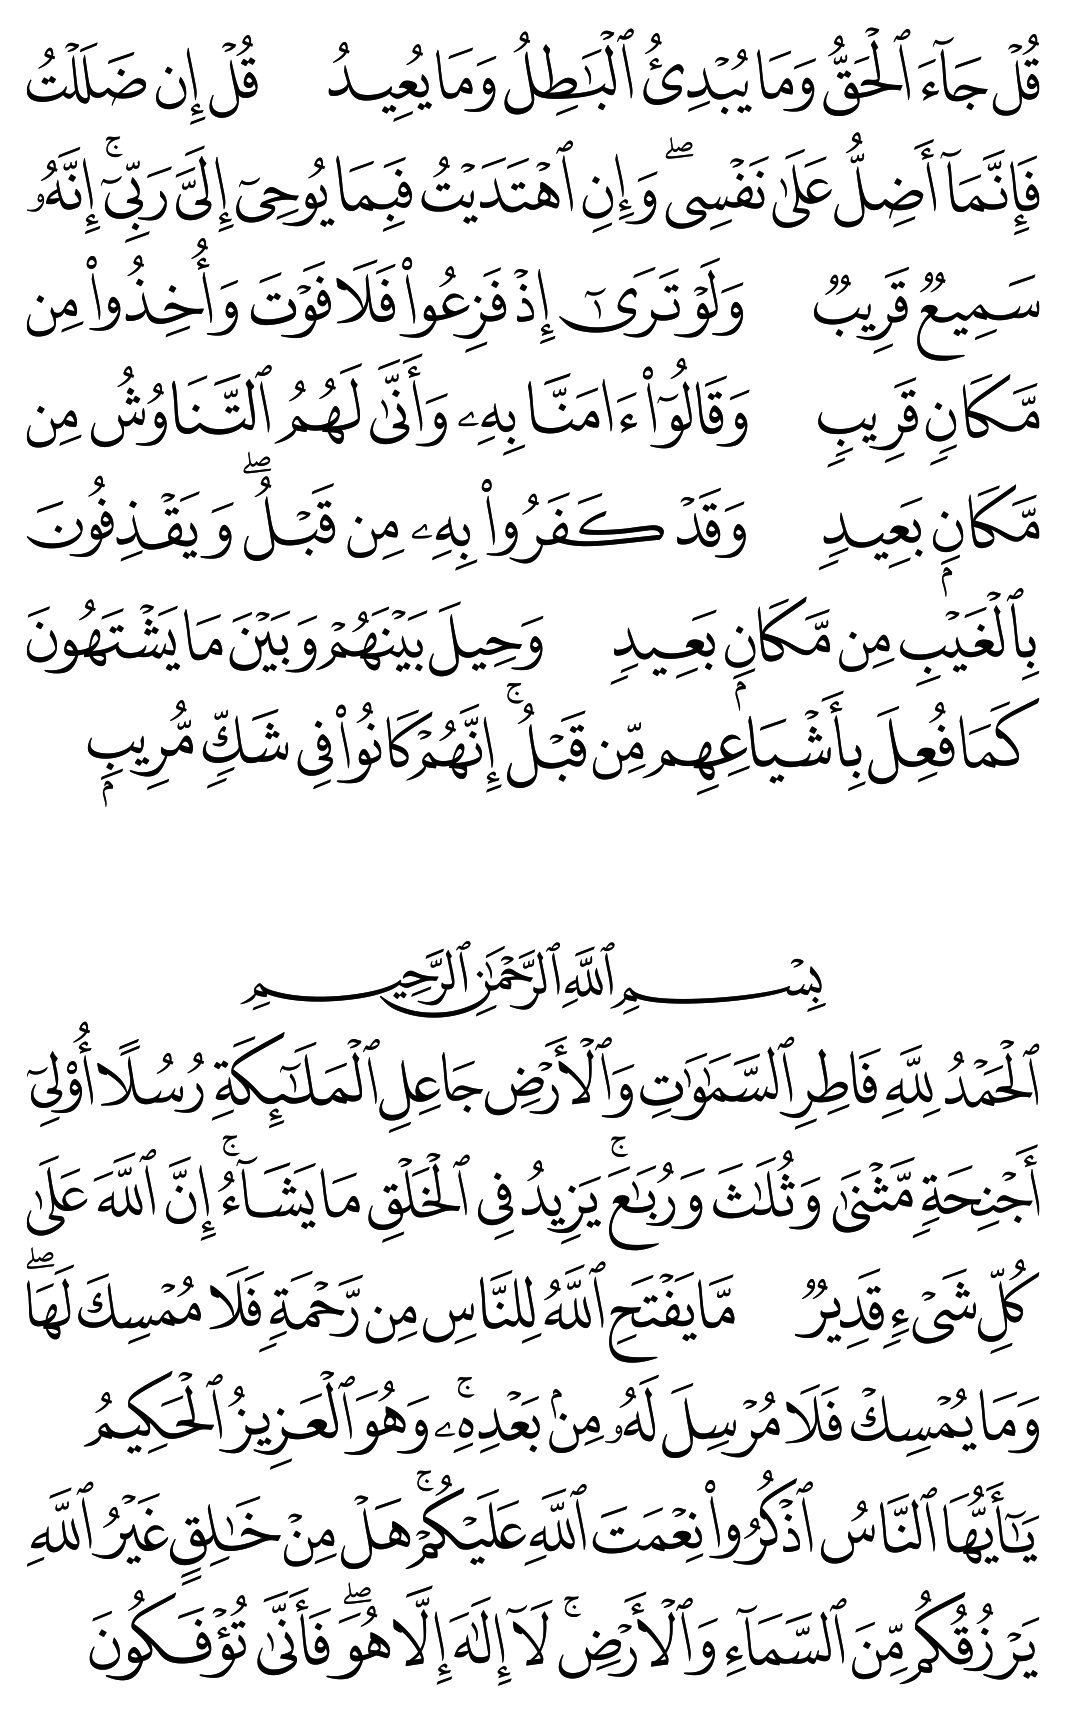 قُلْ جَآءَ ٱلْحَقُّ وَمَا يُبْدِئُ ٱلْبَـٰطِلُ وَمَا يُعِيدُ قُلْ إِن ضَلَلْتُ
فَإِنَّمَآ أَضِلُّ عَلَىٰ نَفْسِى ۖ وَإِنِ ٱهْتَدَيْتُ فَبِمَا يُوحِىٓ إِلَىَّ رَبِّىٓ ۚ إِنَّهُۥ
سَمِيعٌ قَرِيبٌ وَلَوْ تَرَىٰٓ إِذْ فَزِعُوا۟ فَلَا فَوْتَ وَأُخِذُوا۟ مِن
مَّكَانٍ قَرِيبٍ وَقَالُوٓا۟ ءَامَنَّا بِهِۦ وَأَنَّىٰ لَهُمُ ٱلتَّنَاوُشُ مِن
مَّكَانٍۭ بَعِيدٍ وَقَدْ كَفَرُوا۟ بِهِۦ مِن قَبْلُ ۖ وَيَقْذِفُونَ
بِٱلْغَيْبِ مِن مَّكَانٍۭ بَعِيدٍ وَحِيلَ بَيْنَهُمْ وَبَيْنَ مَا يَشْتَهُونَ
كَمَا فُعِلَ بِأَشْيَاعِهِم مِّن قَبْلُ ۚ إِنَّهُمْ كَانُوا۟ فِى شَكٍّ مُّرِيبٍۭ
بِسْمِ ٱللَّهِ ٱلرَّحْمَـٰنِ ٱلرَّحِيمِ
ٱلْحَمْدُ لِلَّهِ فَاطِرِ ٱلسَّمَـٰوَٰتِ وَٱلْأَرْضِ جَاعِلِ ٱلْمَلَـٰٓئِكَةِ رُسُلًا أُو۟لِىٓ
أَجْنِحَةٍ مَّثْنَىٰ وَثُلَـٰثَ وَرُبَـٰعَ ۚ يَزِيدُ فِى ٱلْخَلْقِ مَا يَشَآءُ ۚ إِنَّ ٱللَّهَ عَلَىٰ
كُلِّ شَىْءٍ قَدِيرٌ مَّا يَفْتَحِ ٱللَّهُ لِلنَّاسِ مِن رَّحْمَةٍ فَلَا مُمْسِكَ لَهَا ۖ
وَمَا يُمْسِكْ فَلَا مُرْسِلَ لَهُۥ مِنۢ بَعْدِهِۦ ۚ وَهُوَ ٱلْعَزِيزُ ٱلْحَكِيمُ
يَـٰٓأَيُّهَا ٱلنَّاسُ ٱذْكُرُوا۟ نِعْمَتَ ٱللَّهِ عَلَيْكُمْ ۚ هَلْ مِنْ خَـٰلِقٍ غَيْرُ ٱللَّهِ
يَرْزُقُكُم مِّنَ ٱلسَّمَآءِ وَٱلْأَرْضِ ۚ لَآ إِلَـٰهَ إِلَّا هُوَ ۖ فَأَنَّىٰ تُؤْفَكُونَ